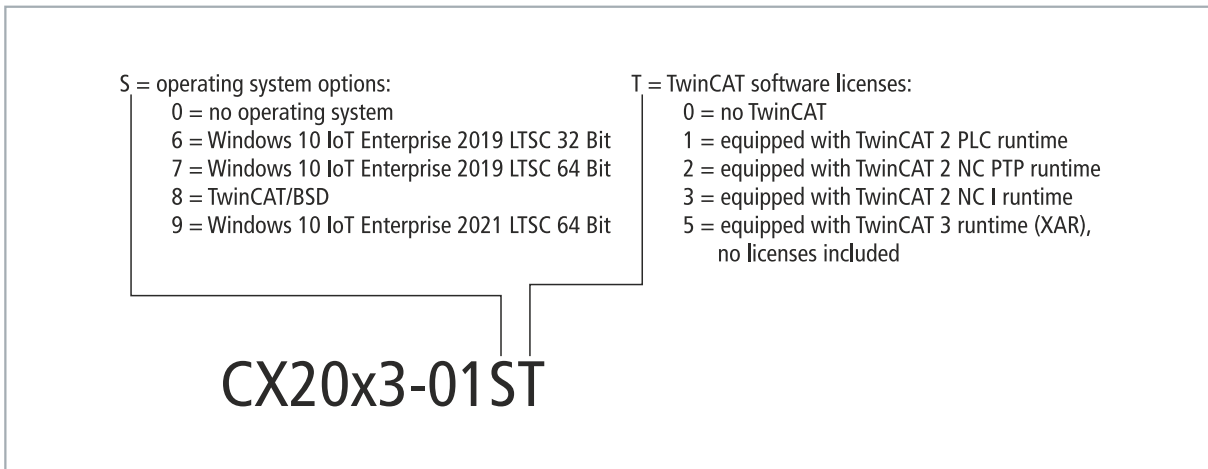 S = operating system options:
0 = no operating system
6 = Windows 10 IoT Enterprise 2019 LTSC 32 Bit
7 = Windows 10 IoT Enterprise 2019 LTSC 64 Bit
8 = TwinCAT/BSD
9 = Windows 10 IoT Enterprise 2021 LTSC 64 Bit
T = TwinCAT software licenses:
0 = no TwinCAT
1 = equipped with TwinCAT 2 PLC runtime
2 = equipped with TwinCAT 2 NC PTP runtime
3 = equipped with TwinCAT 2 NC I runtime
5 = equipped with TwinCAT 3 runtime (XAR),
no licenses included
CX20x3-01ST